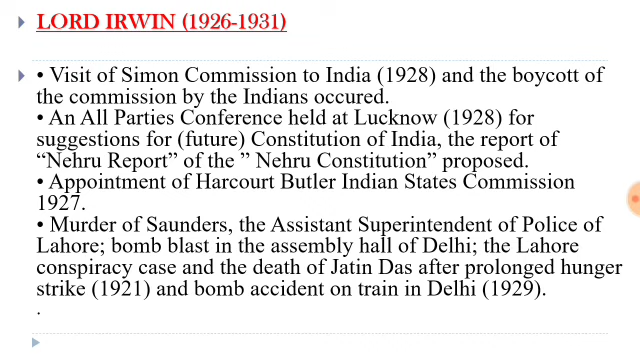 LORD IRWIN (1926-1931)
• Visit of Simon Commission to India (1928) and the boycott of
the commission by the Indians occured.
• An All Parties Conference held at Lucknow (1928) for
suggestions for (future) Constitution of India, the report of
“Nehru Report” of the ” Nehru Constitution” proposed.
• Appointment of Harcourt Butler Indian States Commission
1927.
• Murder of Saunders, the Assistant Superintendent of Police of
Lahore; bomb blast in the assembly hall of Delhi; the Lahore
conspiracy case and the death of Jatin Das after prolonged hunger
strike (1921) and bomb accident on train in Delhi (1929).
.